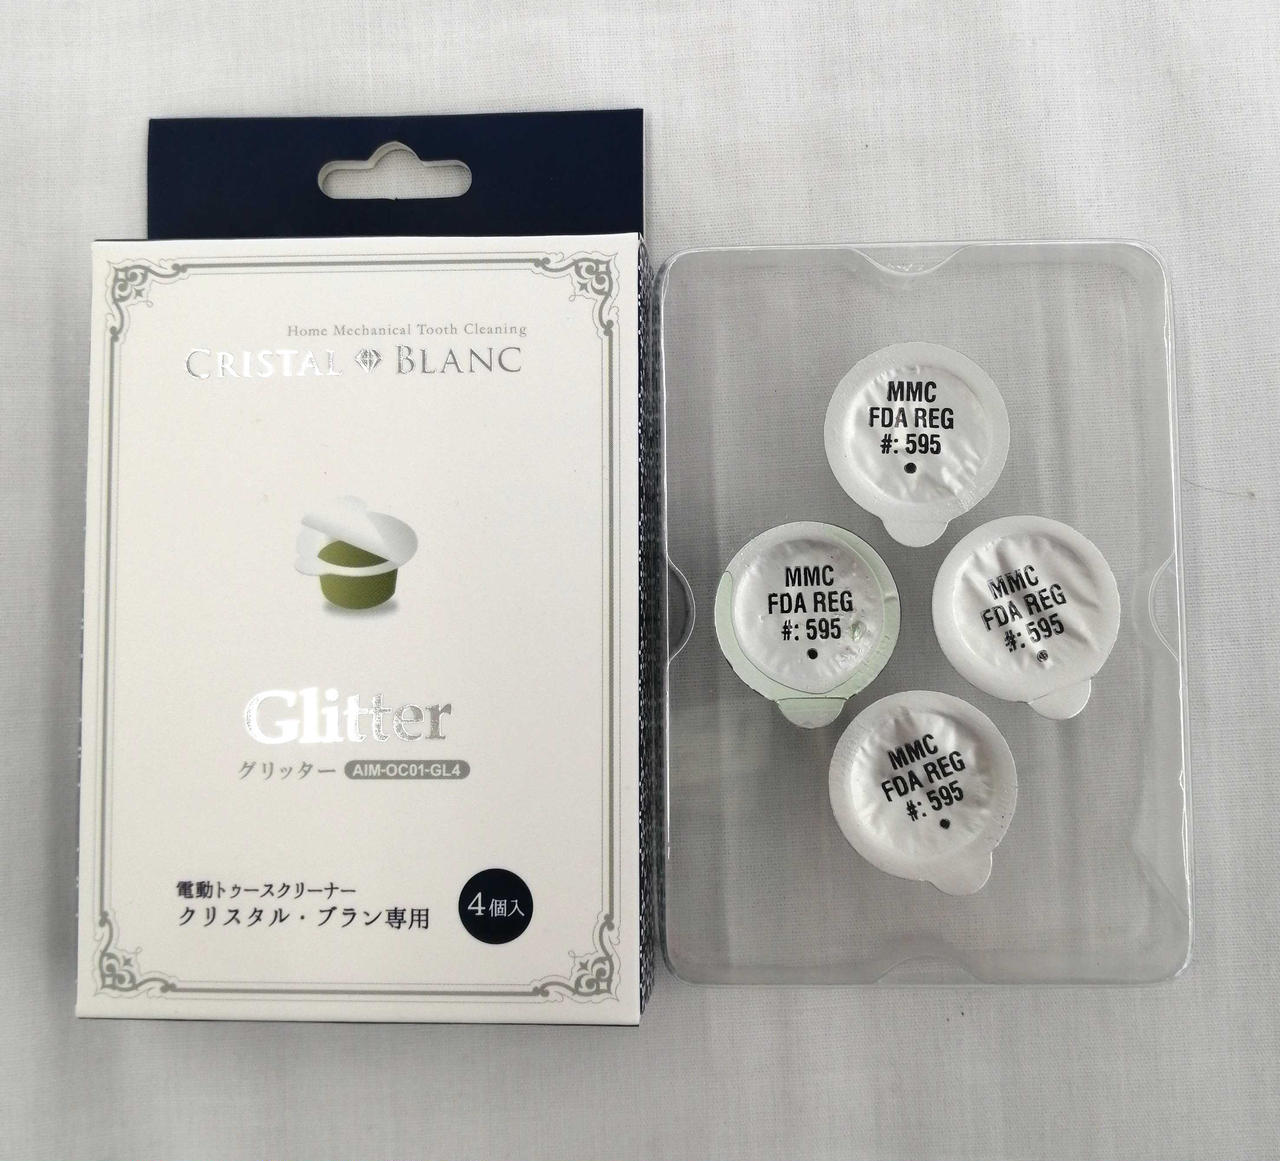 Home Mechanical Tooth Cleaning
CRISTAL BLANC
Glitter
グリッター AIM-OC01-GL4
電動トゥースクリーナー
クリスタル・ブラン専用
4個入
MMC
FDA REG
#: 595
MMC
FDA REG
#: 595
MMC
FDA REG
#: 595
MMC
FDA REG
#: 595